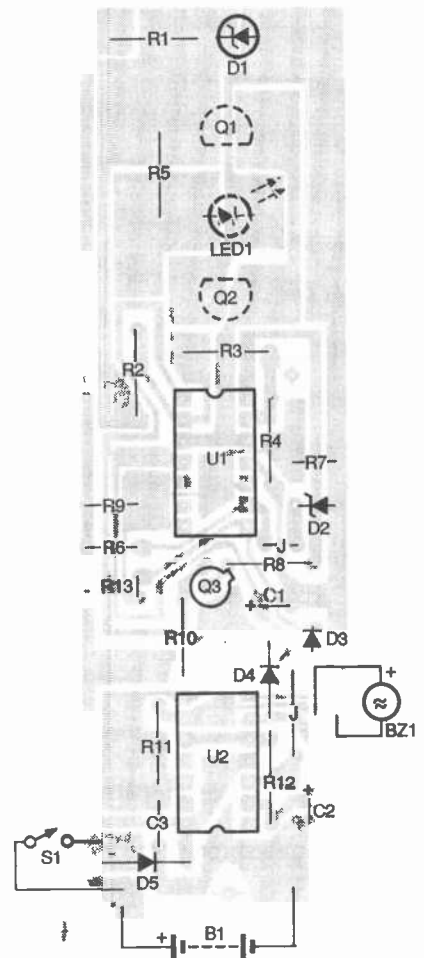 R1
D1
Q1
R5
LED1
Q2
R3
R2
R4
U1
R7
R9
D2
R6
J
R8
R13
Q3
+
C1
R10
D3
D4
+
J
BZ1
R11
U2
R12
+
C2
C3
S1
D5
+
B1